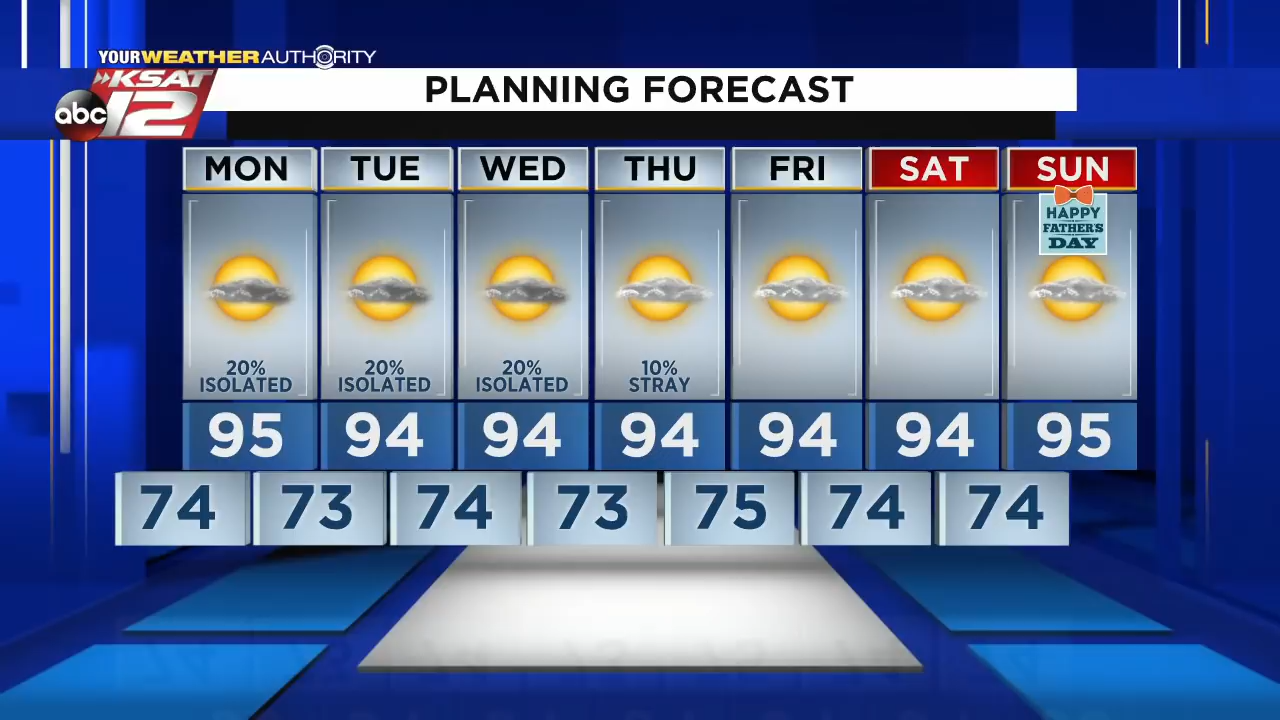 YOUR WEATHER AUTHORITY
KSAT
abc 12
PLANNING FORECAST
MON TUE WED THU FRI SAT SUN
HAPPY
FATHER'S
DAY
20% 20% 20% 10%
ISOLATED ISOLATED ISOLATED STRAY
95 94 94 94 94 94 95
74 73 74 73 75 74 74